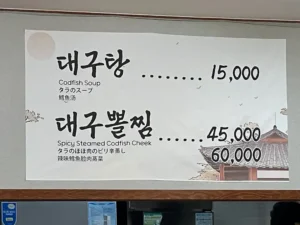 대구탕 ........ 15,000
Codfish Soup
タラのスープ
鳕鱼汤
대구뽈찜 ...... 45,000
Spicy Steamed Codfish Cheek
60,000
タラのほほ肉のピリ辛蒸し
辣味鳕鱼脸肉蒸菜